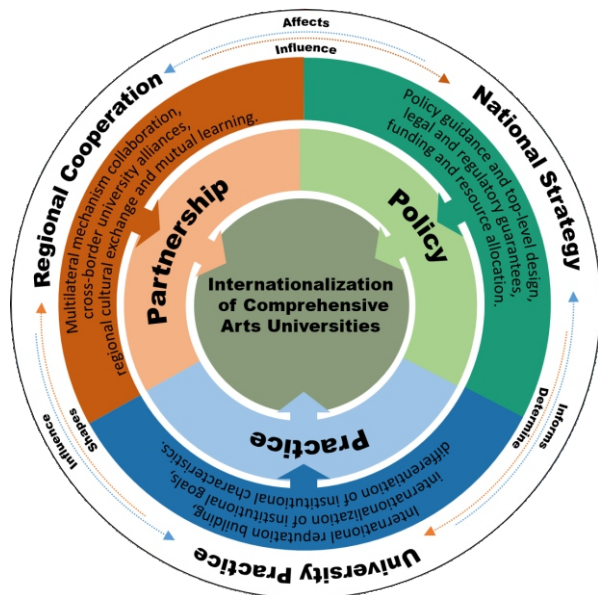 Affects
Influence
Regional Cooperation
National Strategy
Multilateral mechanism collaboration,
cross-border university alliances,
regional cultural exchange and mutual learning.
Policy guidance and top-level design,
legal and regulatory guarantees,
funding and resource allocation.
Partnership
Policy
Internationalization
of Comprehensive
Arts Universities
Practice
International reputation building,
internationalization of institutional goals,
differentiation of institutional characteristics.
Influence
Shapes
Determine
Informs
University Practice